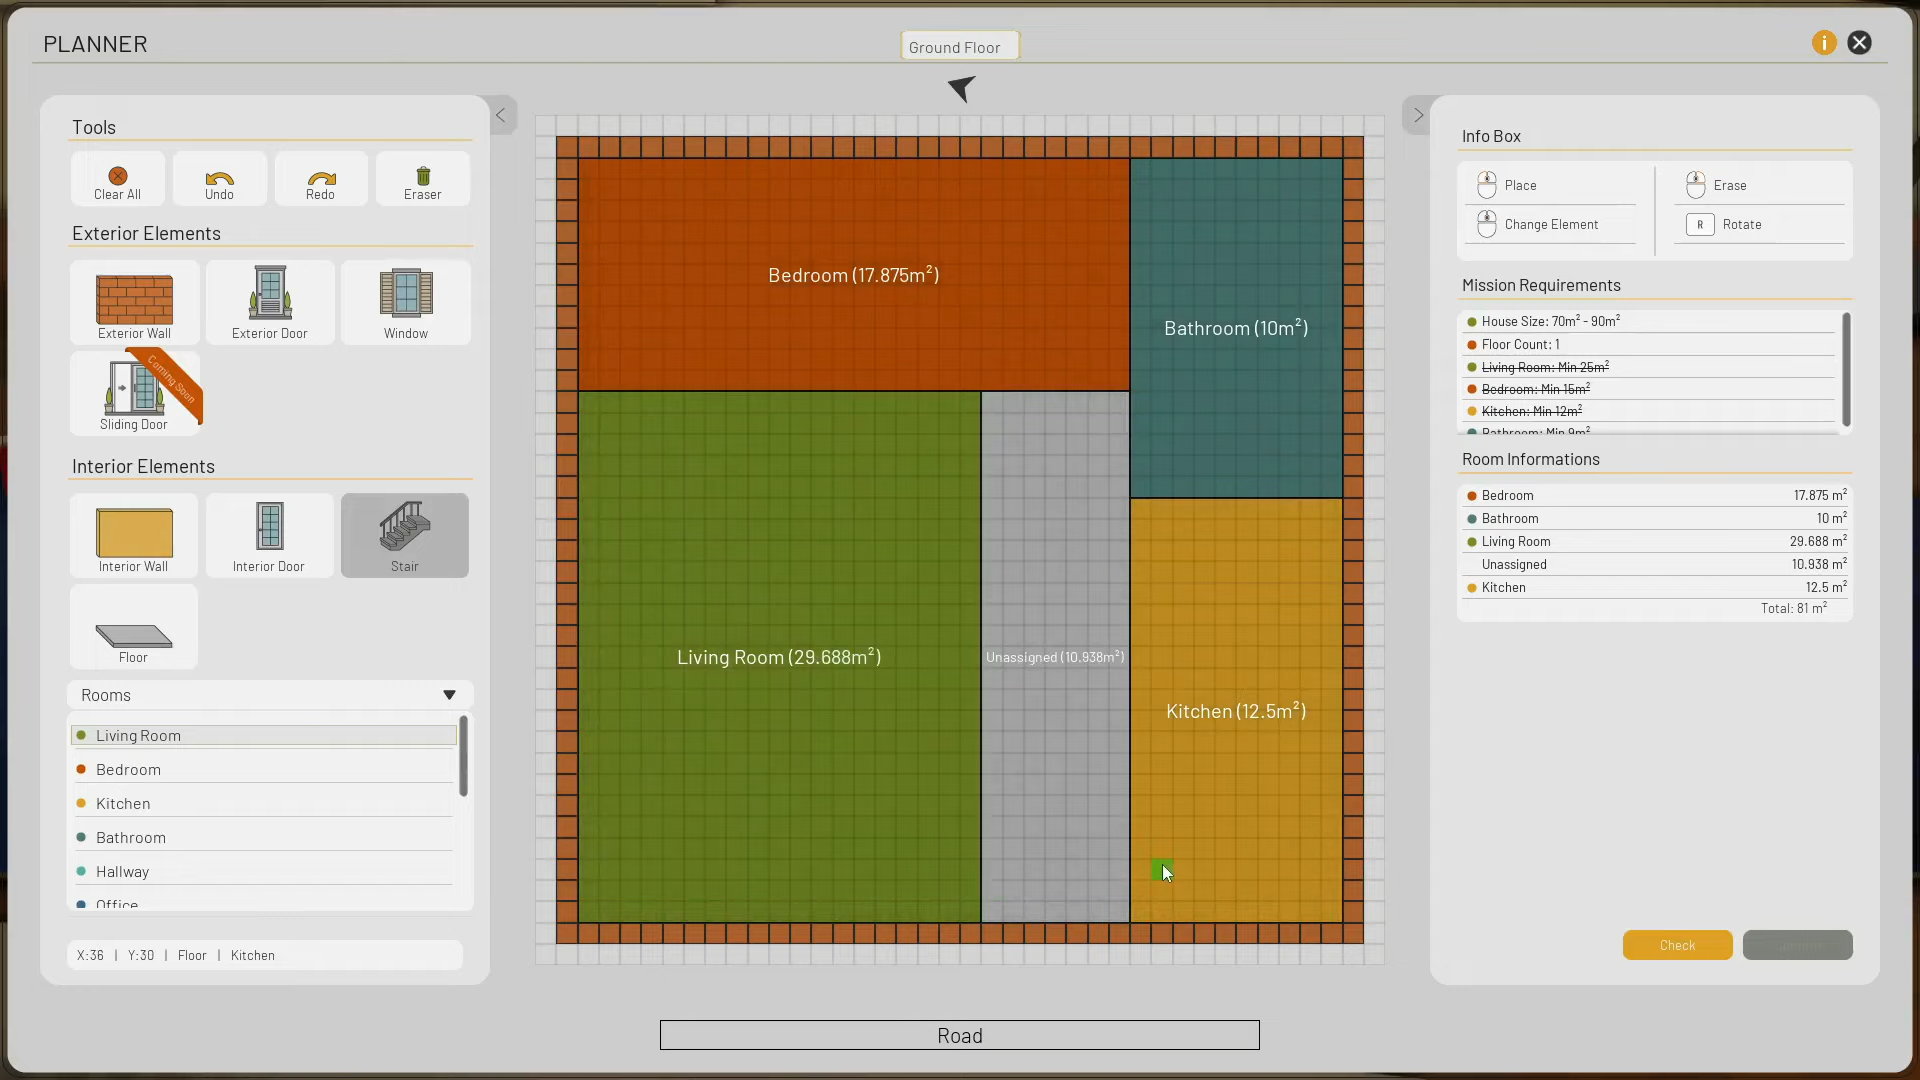 PLANNER
Ground Floor
i
Tools
Clear All
Undo
Redo
Eraser
Exterior Elements
Exterior Wall
Exterior Door
Window
Coming Soon
Sliding Door
Interior Elements
Interior Wall
Interior Door
Stair
Floor
Rooms
Living Room
Bedroom
Kitchen
Bathroom
Hallway
Office
X:36 | Y:30 | Floor | Kitchen
Bedroom (17.875m²)
Bathroom (10m²)
Living Room (29.688m²)
Unassigned (10.938m²)
Kitchen (12.5m²)
Road
Info Box
Place
Erase
Change Element
R Rotate
Mission Requirements
House Size: 70m² - 90m²
Floor Count: 1
Living Room: Min 25m²
Bedroom: Min 15m²
Kitchen: Min 12m²
Bathroom: Min 9m²
Room Informations
Bedroom 17.875 m²
Bathroom 10 m²
Living Room 29.688 m²
Unassigned 10.938 m²
Kitchen 12.5 m²
Total: 81 m²
Check